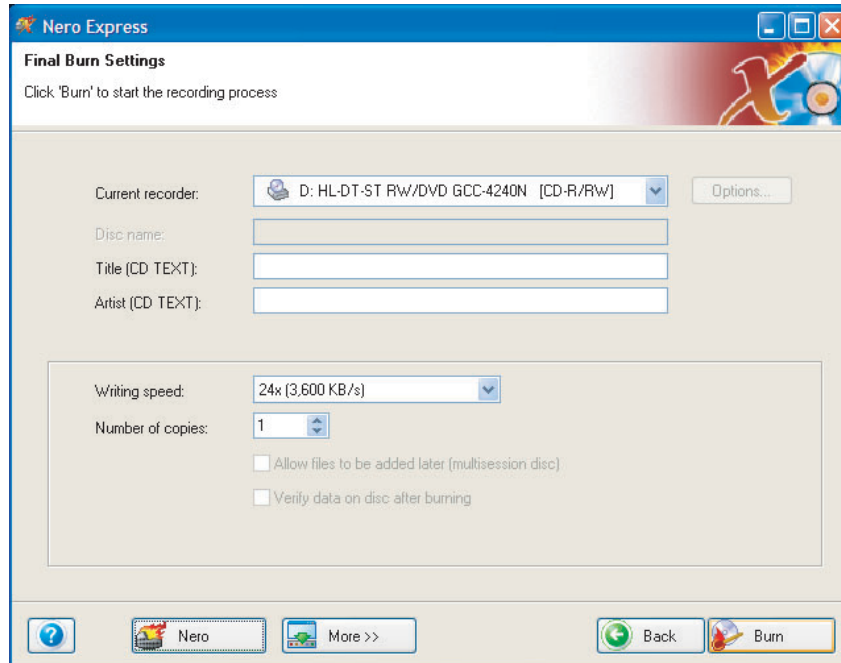 Nero Express
Final Burn Settings
Click 'Burn' to start the recording process
Current recorder: D: HL-DT-ST RW/DVD GCC-4240N [CD-R/RW] Options...
Disc name:
Title (CD TEXT):
Artist (CD TEXT):
Writing speed: 24x (3,600 KB/s)
Number of copies: 1
Allow files to be added later (multisession disc)
Verify data on disc after burning
? Nero More >> Back Burn